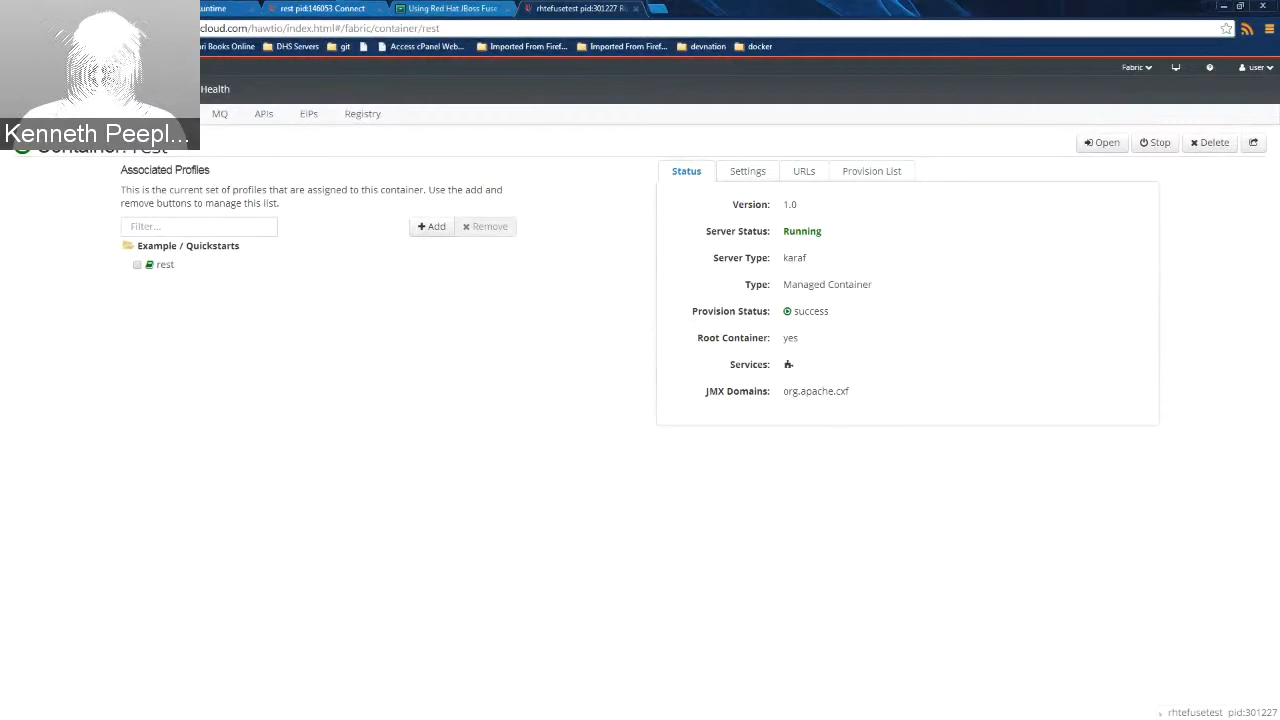 untime
rest pid:146053 Connect
Using Red Hat JBoss Fuse
rhtefusetest pid:301227 R
cloud.com/hawtio/index.html#/fabric/container/rest
ari Books Online
DHS Servers
git
Access cPanel Web...
Imported From Firef...
Imported From Firef...
devnation
docker
Fabric
user
Health
MQ
APIs
EIPs
Registry
Kenneth Peepl...
Container: rest
Open
Stop
Delete
Associated Profiles
This is the current set of profiles that are assigned to this container. Use the add and
remove buttons to manage this list.
Filter...
Add
Remove
Example / Quickstarts
rest
Status
Settings
URLs
Provision List
Version: 1.0
Server Status: Running
Server Type: karaf
Type: Managed Container
Provision Status: success
Root Container: yes
Services:
JMX Domains: org.apache.cxf
rhtefusetest pid:301227